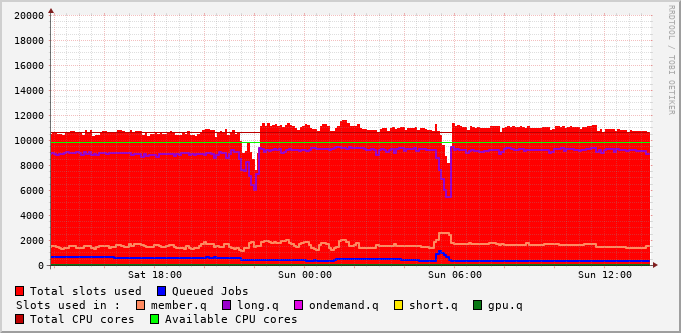 20000
18000
16000
14000
12000
10000
8000
6000
4000
2000
0
Sat 18:00 Sun 00:00 Sun 06:00 Sun 12:00
Total slots used Queued Jobs
Slots used in : member.q long.q ondemand.q short.q gpu.q
Total CPU cores Available CPU cores
RRDTOOL / TOBI OETIKER